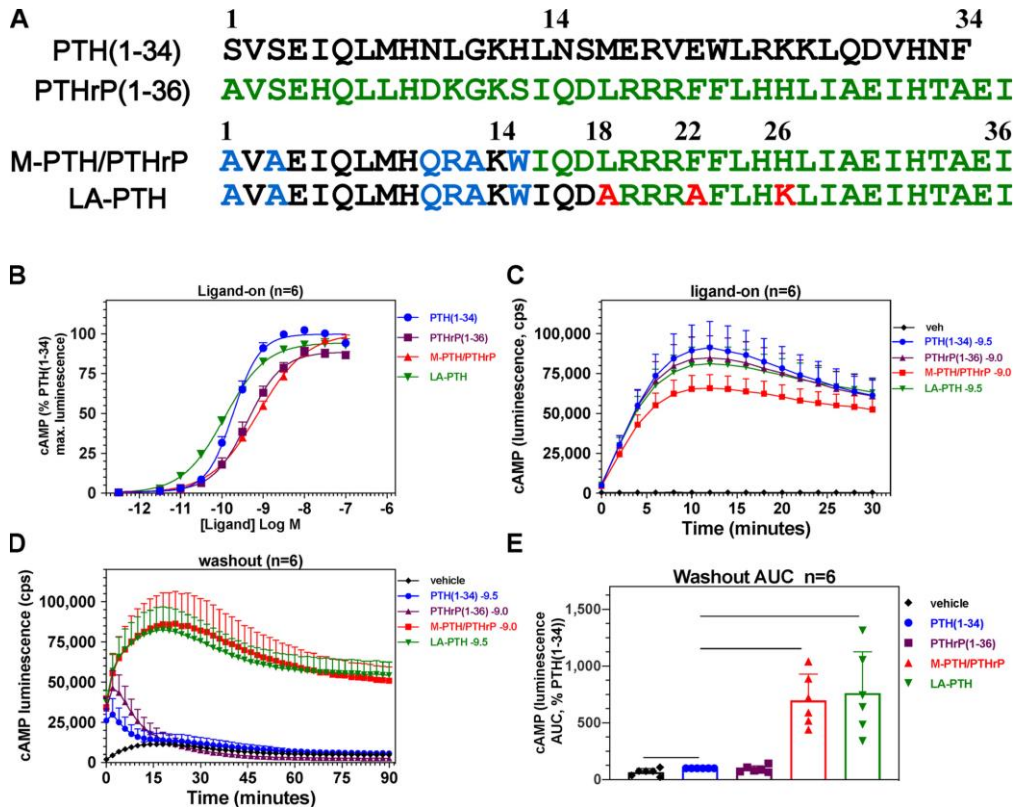 A
1 14 34
PTH(1-34) SVSEIQLMHNLGKHLNSMERVEWLRKKLQDVHNF
PTHrP(1-36) AVSEHQLLHDKGKSIQDLRRRFFLHHLIAEIHTAEI
1 14 18 22 26 36
M-PTH/PTHrP AVAEIQLMHQRAKWIQDLRRRFFLHHLIAEIHTAEI
LA-PTH AVAEIQLMHQRAKWIQDARRRAFLHKLIAEIHTAEI
B
Ligand-on (n=6)
cAMP (% PTH(1-34)
max. luminescence)
100
75
50
25
0
-12 -11 -10 -9 -8 -7 -6
[Ligand] Log M
PTH(1-34)
PTHrP(1-36)
M-PTH/PTHrP
LA-PTH
C
ligand-on (n=6)
cAMP (luminescence, cps)
100,000
75,000
50,000
25,000
0
0 5 10 15 20 25 30
Time (minutes)
veh
PTH(1-34) -9.5
PTHrP(1-36) -9.0
M-PTH/PTHrP -9.0
LA-PTH -9.5
D
washout (n=6)
cAMP luminescence (cps)
100,000
75,000
50,000
25,000
0
0 15 30 45 60 75 90
Time (minutes)
vehicle
PTH(1-34) -9.5
PTHrP(1-36) -9.0
M-PTH/PTHrP -9.0
LA-PTH -9.5
E
Washout AUC n=6
cAMP (luminescence
AUC, % PTH(1-34))
1,500
1,000
500
0
vehicle
PTH(1-34)
PTHrP(1-36)
M-PTH/PTHrP
LA-PTH